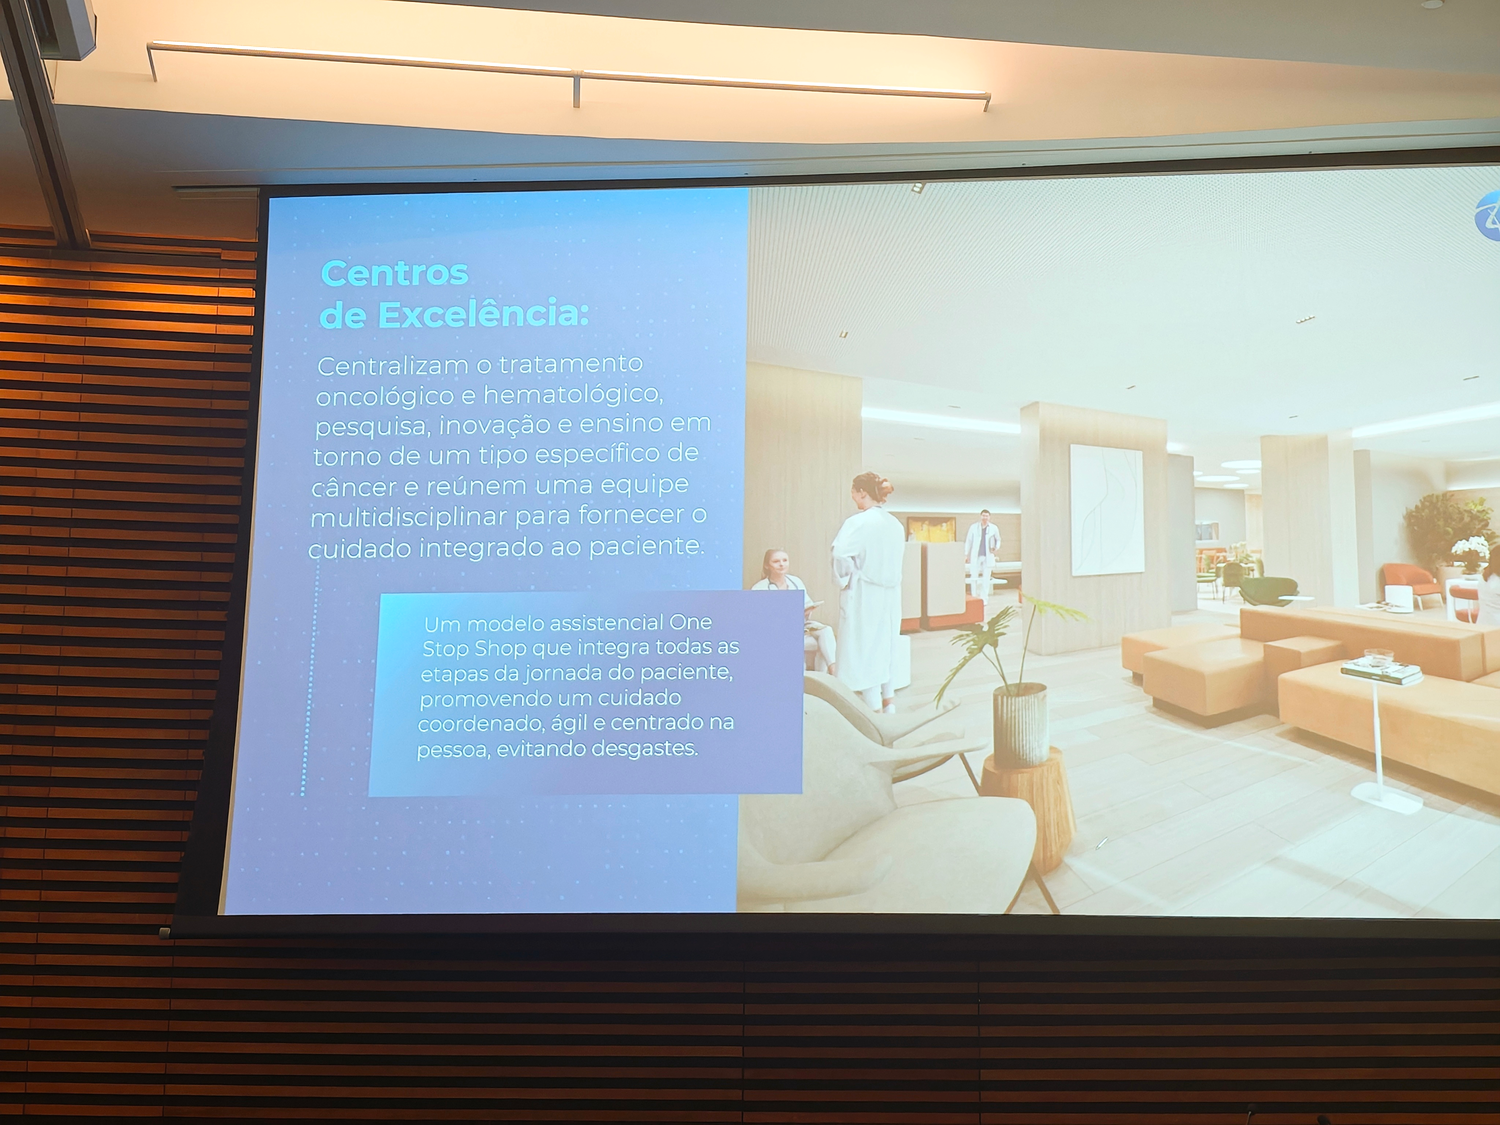 Centros
de Excelência:
Centralizam o tratamento
oncológico e hematológico,
pesquisa, inovação e ensino em
torno de um tipo específico de
câncer e reúnem uma equipe
multidisciplinar para fornecer o
cuidado integrado ao paciente.
Um modelo assistencial One
Stop Shop que integra todas as
etapas da jornada do paciente,
promovendo um cuidado
coordenado, ágil e centrado na
pessoa, evitando desgastes.